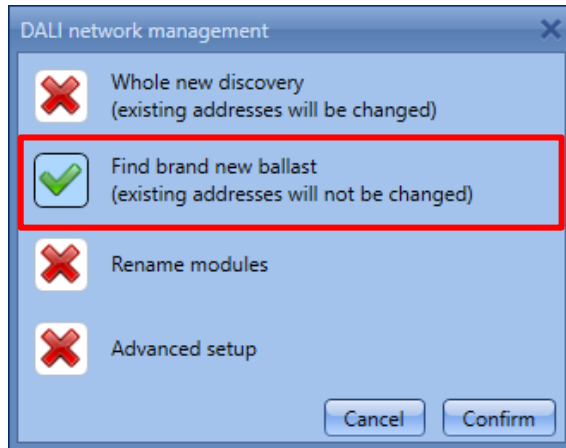 DALI network management
Whole new discovery
(existing addresses will be changed)
Find brand new ballast
(existing addresses will not be changed)
Rename modules
Advanced setup
Cancel
Confirm